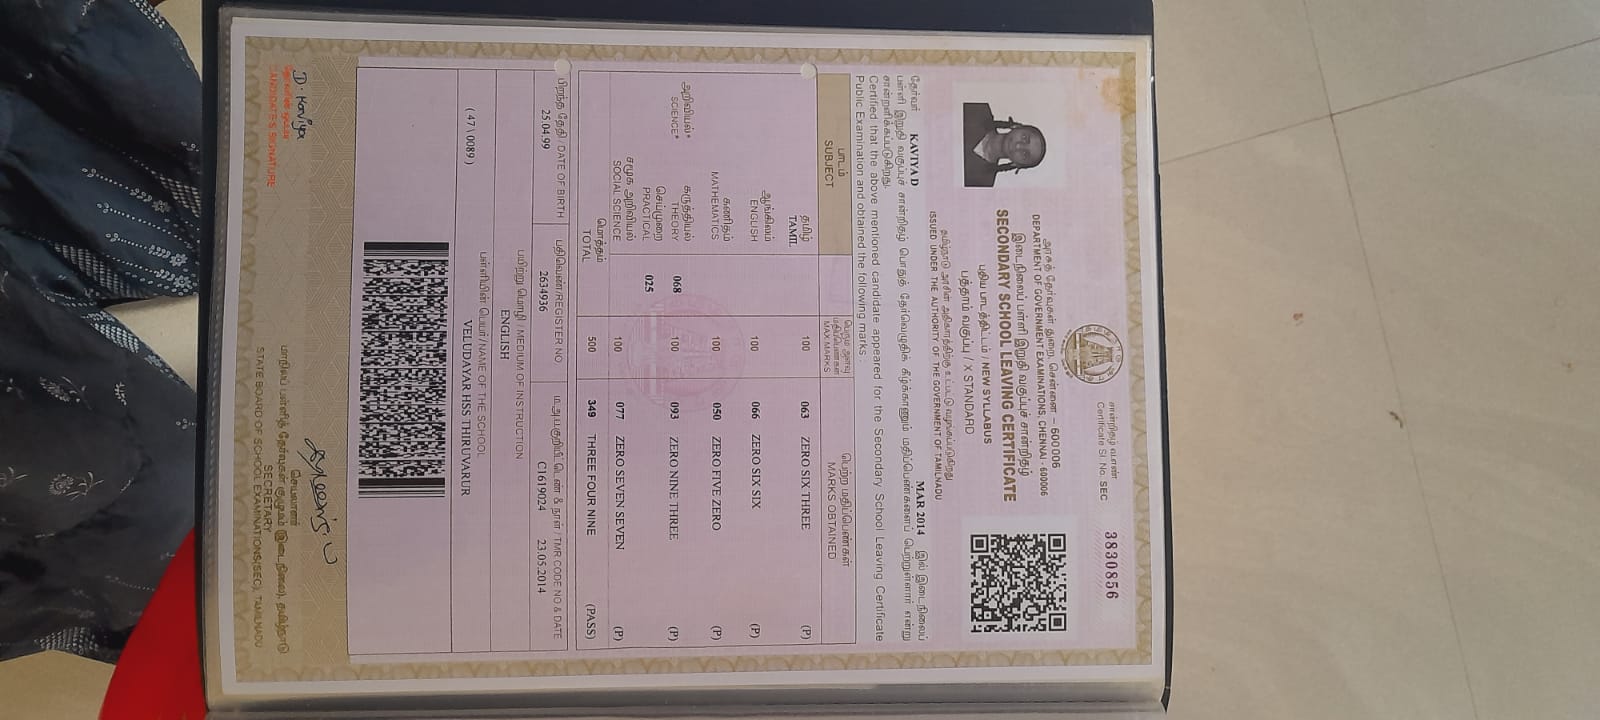 சான்றிதழ் வரிசை எண்
Certificate Sl. No. SEC 3830856
அரசுத் தேர்வுகள் துறை, சென்னை – 600006
DEPARTMENT OF GOVERNMENT EXAMINATIONS, CHENNAI - 600006
இடைநிலைப் பள்ளி இறுதி வகுப்புச் சான்றிதழ்
SECONDARY SCHOOL LEAVING CERTIFICATE
புதிய பாடத்திட்டம் / NEW SYLLABUS
பத்தாம் வகுப்பு / X STANDARD
தமிழ்நாடு அரசின் அதிகாரத்திற்கு உட்பட்டு வழங்கப்படுகிறது
ISSUED UNDER THE AUTHORITY OF THE GOVERNMENT OF TAMILNADU
தேர்வர் KAVIYA D MAR 2014 இல் இடைநிலைப்
பள்ளி இறுதி வகுப்புச் சான்றிதழ் பொதுத் தேர்வெழுதிக் கீழ்க்காணும் மதிப்பெண்களைப் பெற்றுள்ளார் என்று
சான்றளிக்கப்படுகிறது.
Certified that the above mentioned candidate appeared for the Secondary School Leaving Certificate
Public Examination and obtained the following marks :
பாடம் பெறும் அளவு மதிப்பெண்கள் பெற்ற மதிப்பெண்கள்
SUBJECT MAX MARKS MARKS OBTAINED
தமிழ்
TAMIL 100 063 ZERO SIX THREE (P)
ஆங்கிலம்
ENGLISH 100 066 ZERO SIX SIX (P)
கணிதம்
MATHEMATICS 100 050 ZERO FIVE ZERO (P)
அறிவியல்* கருத்தியல்
SCIENCE* THEORY 068 100 093 ZERO NINE THREE (P)
செய்முறை
PRACTICAL 025
சமூக அறிவியல்
SOCIAL SCIENCE 100 077 ZERO SEVEN SEVEN (P)
மொத்தம்
TOTAL 500 349 THREE FOUR NINE (PASS)
பிறந்த தேதி / DATE OF BIRTH பதிவெண்/REGISTER NO ம.ப.பகுதியீட்டெண் & நாள் / TMR CODE NO & DATE
25.04.99 2634936 C1619024 23.05.2014
பயிற்று மொழி / MEDIUM OF INSTRUCTION
ENGLISH
பள்ளியின் பெயர் / NAME OF THE SCHOOL
( 47 \ 0089 ) VELUDAYAR HSS THIRUVARUR
D. Kaviya
CANDIDATE'S SIGNATURE
செயலாளர்
மாநிலப் பள்ளித் தேர்வுகள் குழுமம் (இடைநிலை), தமிழ்நாடு
SECRETARY
STATE BOARD OF SCHOOL EXAMINATIONS(SEC), TAMILNADU